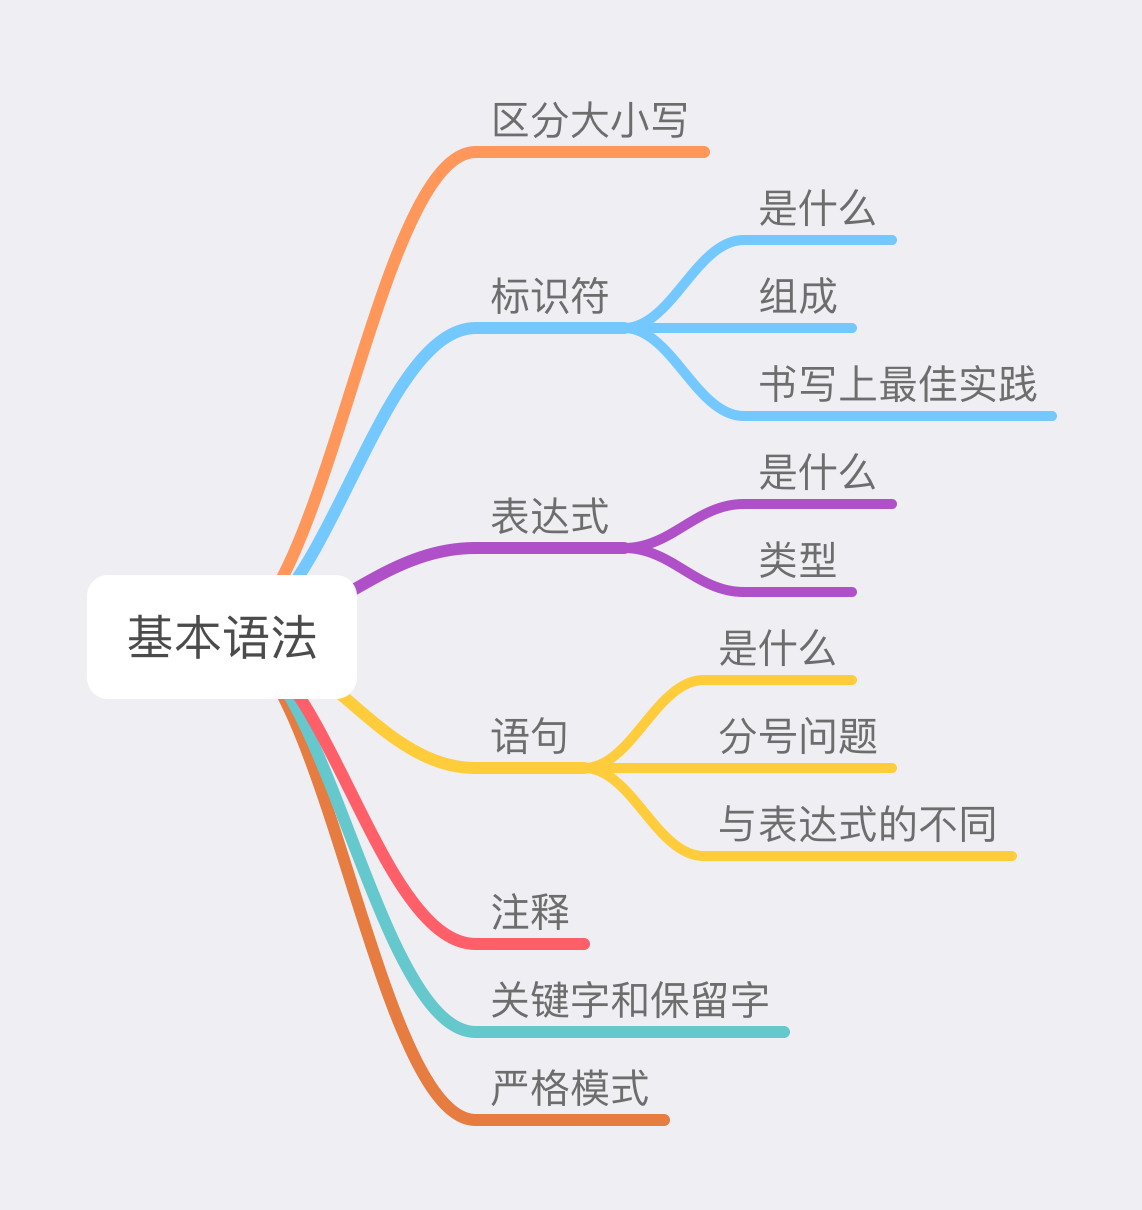 区分大小写
是什么
标识符
组成
书写上最佳实践
是什么
表达式
类型
基本语法
是什么
语句
分号问题
与表达式的不同
注释
关键字和保留字
严格模式